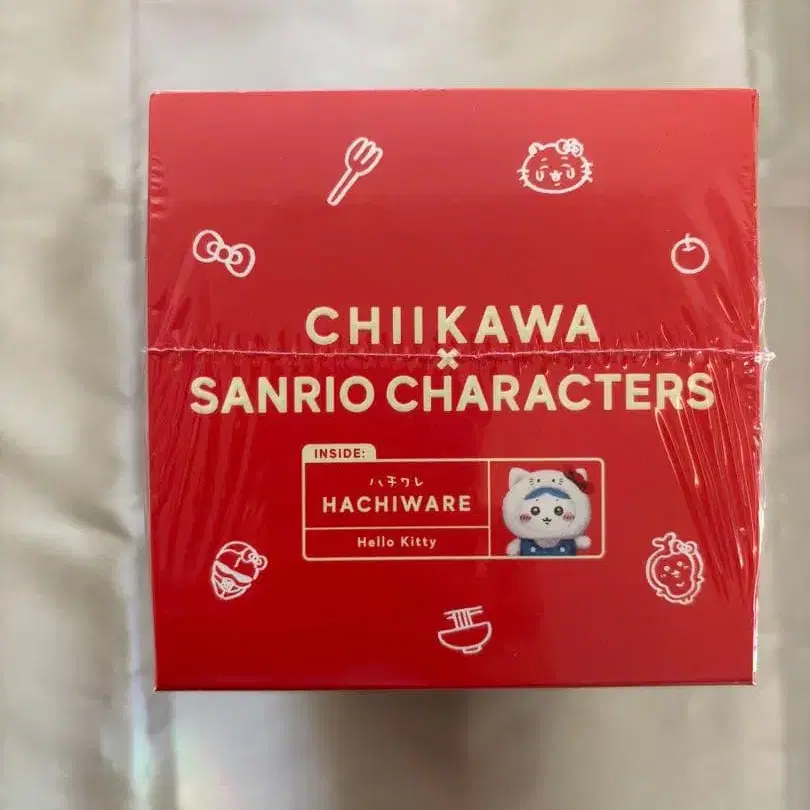 CHIIKAWA
×
SANRIO CHARACTERS
INSIDE:
ハチワレ
HACHIWARE
Hello Kitty